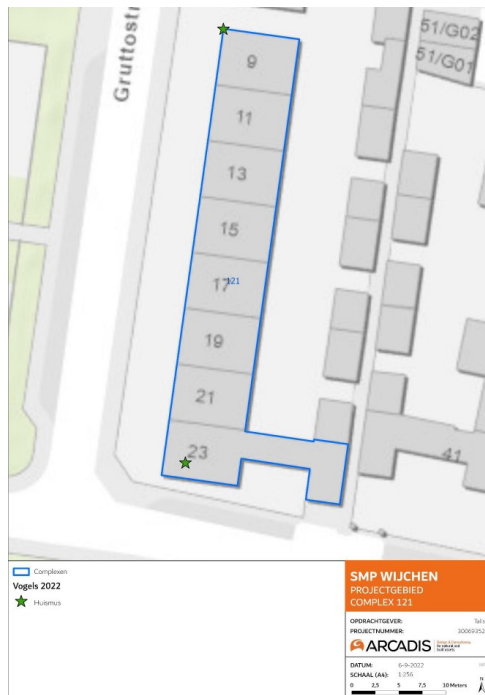 Gruttostr
51/G02
51/G01
9
11
13
15
17
121
19
21
23
41
Complexen
Vogels 2022
Huismus
SMP WIJCHEN
PROJECTGEBIED
COMPLEX 121
OPDRACHTGEVER:
PROJECTNUMMER: 30069352
ARCADIS
DATUM: 6-9-2022
SCHAAL (A4): 1:256
0 2,5 5 7,5 10 Meters
N